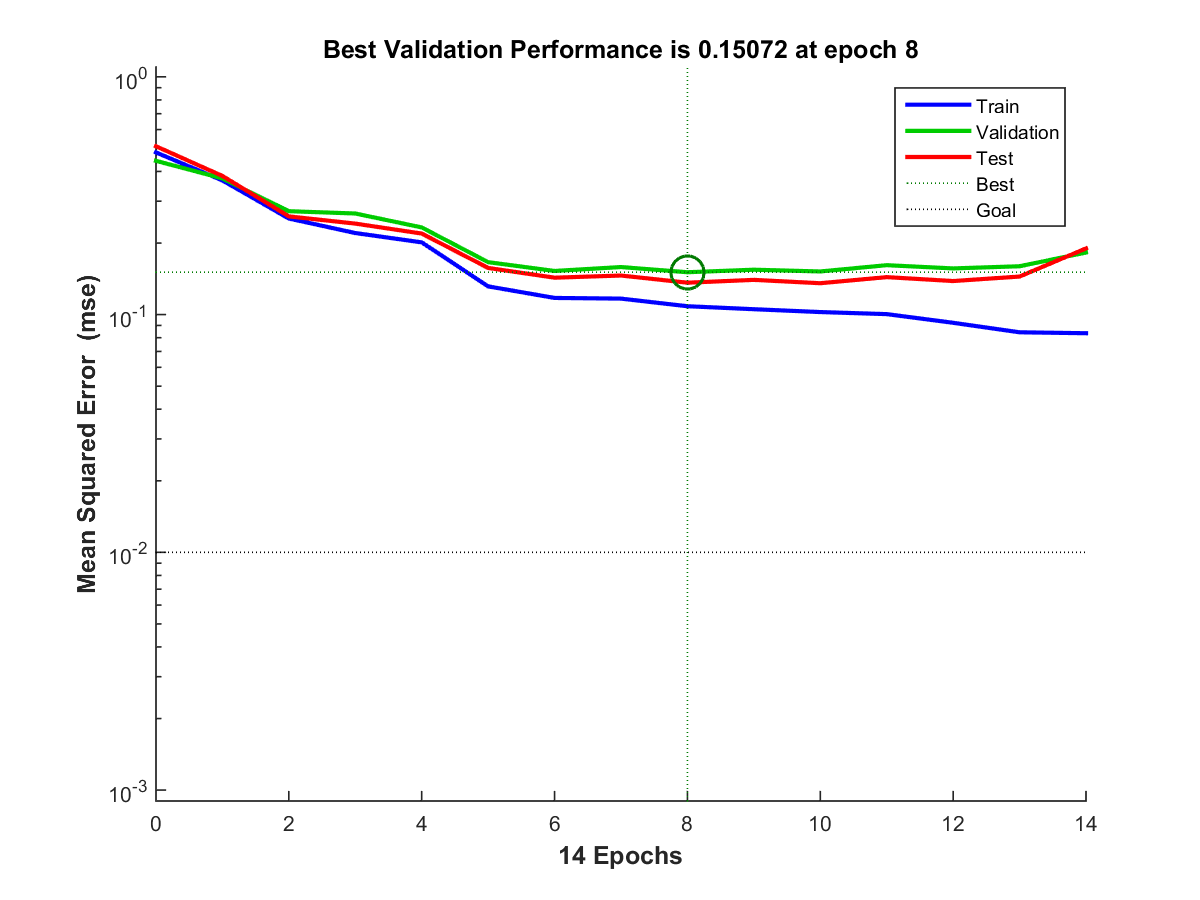 Best Validation Performance is 0.15072 at epoch 8
10^0
10^-1
10^-2
10^-3
Mean Squared Error (mse)
Train
Validation
Test
Best
Goal
0 2 4 6 8 10 12 14
14 Epochs